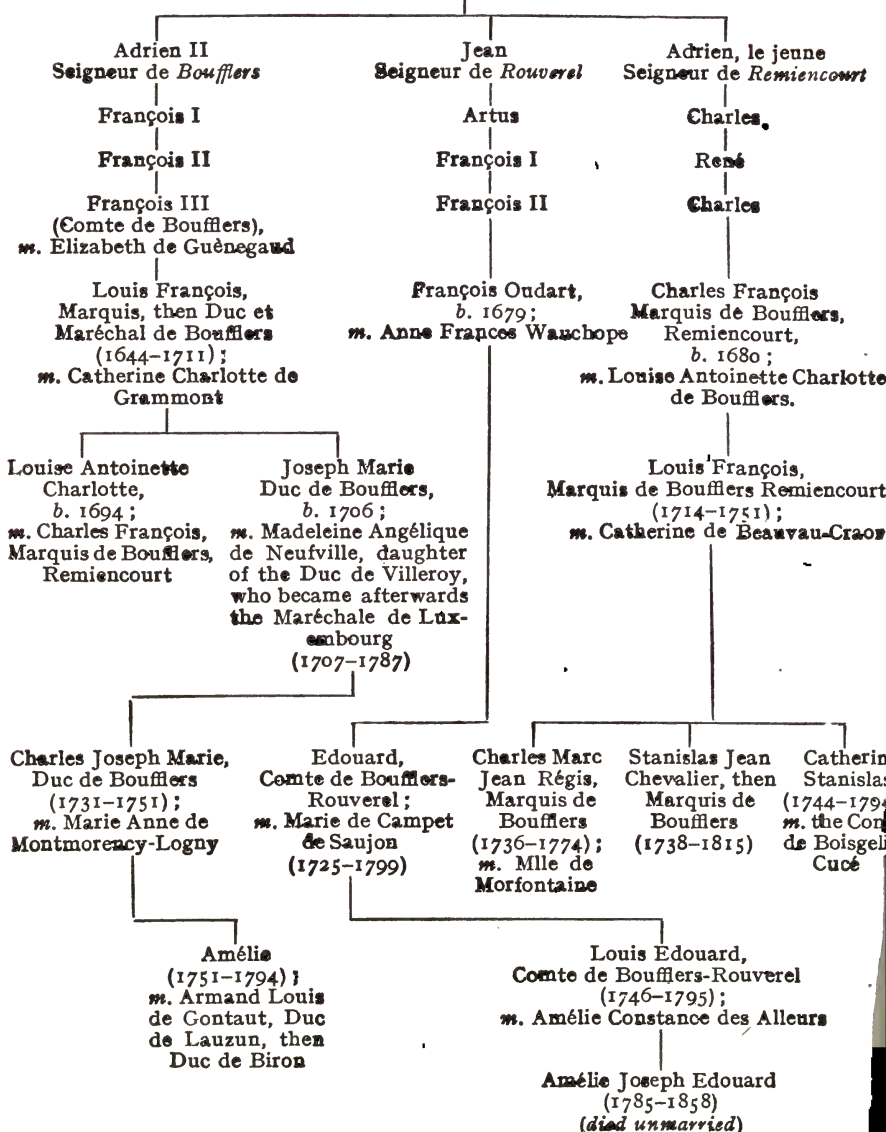 Adrien II
Seigneur de Boufflers
François I
François II
François III
(Comte de Boufflers),
m. Elizabeth de Guènegaud
Louis François,
Marquis, then Duc et
Maréchal de Boufflers
(1644–1711);
m. Catherine Charlotte de
Grammont
Jean
Seigneur de Rouverel
Artus
François I
François II
François Oudart,
b. 1679;
m. Anne Frances Wauchope
Adrien, le jeune
Seigneur de Remiencourt
Charles
René
Charles
Charles François
Marquis de Boufflers,
Remiencourt,
b. 1680;
m. Louise Antoinette Charlotte
de Boufflers.
Louise Antoinette
Charlotte,
b. 1694;
m. Charles François,
Marquis de Boufflers,
Remiencourt
Joseph Marie
Duc de Boufflers,
b. 1706;
m. Madeleine Angélique
de Neufville, daughter
of the Duc de Villeroy,
who became afterwards
the Maréchale de Lux-
embourg
(1707–1787)
Louis François,
Marquis de Boufflers Remiencourt
(1714–1751);
m. Catherine de Beauvau-Craon
Charles Joseph Marie,
Duc de Boufflers
(1731–1751);
m. Marie Anne de
Montmorency-Logny
Edouard,
Comte de Boufflers-
Rouverel;
m. Marie de Campet
de Saujon
(1725–1799)
Charles Marc
Jean Régis,
Marquis de
Boufflers
(1736–1774);
m. Mlle de
Morfontaine
Stanislas Jean
Chevalier, then
Marquis de
Boufflers
(1738–1815)
Catherin
Stanislas
(1744–1794
m. the Con
de Boisgeli
Cucé
Amélie
(1751–1794);
m. Armand Louis
de Gontaut, Duc
de Lauzun, then
Duc de Biron
Louis Edouard,
Comte de Boufflers-Rouverel
(1746–1795);
m. Amélie Constance des Alleurs
Amélie Joseph Edouard
(1785–1858)
(died unmarried)